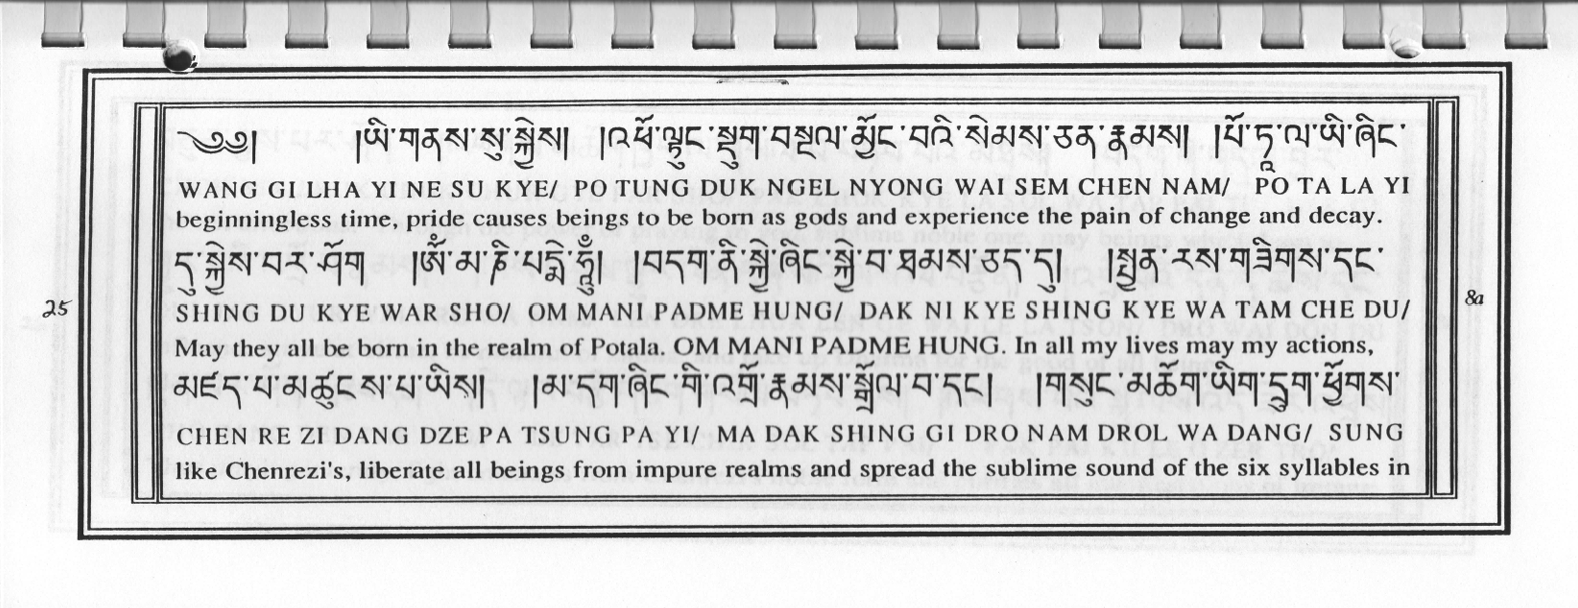 ༄༅། །ཡི་གནས་སུ་སྐྱེས། །འཕོ་ལྟུང་སྡུག་བསྔལ་མྱོང་བའི་སེམས་ཅན་རྣམས། །པོ་ཏ་ལ་ཡི་ཞིང་
WANG GI LHA YI NE SU KYE/ PO TUNG DUK NGEL NYONG WAI SEM CHEN NAM/ PO TA LA YI
beginningless time, pride causes beings to be born as gods and experience the pain of change and decay.
དུ་སྐྱེས་བར་ཤོག །ཨོཾ་མ་ཎི་པདྨེ་ཧཱུྃ། །བདག་ནི་སྐྱེ་ཞིང་སྐྱེ་བ་ཐམས་ཅད་དུ། །སྤྱན་རས་གཟིགས་དང་
25
8a
SHING DU KYE WAR SHO/ OM MANI PADME HUNG/ DAK NI KYE SHING KYE WA TAM CHE DU/
May they all be born in the realm of Potala, OM MANI PADME HUNG. In all my lives may my actions,
མཛད་པ་མཚུངས་པ་ཡིས། །མ་དག་ཞིང་གི་འགྲོ་རྣམས་སྒྲོལ་བ་དང་། །གསུང་མཆོག་ཡིག་དྲུག་ཕྱོགས་
CHEN RE ZI DANG DZE PA TSUNG PA YI/ MA DAK SHING GI DRO NAM DROL WA DANG/ SUNG
like Chenrezi's, liberate all beings from impure realms and spread the sublime sound of the six syllables in